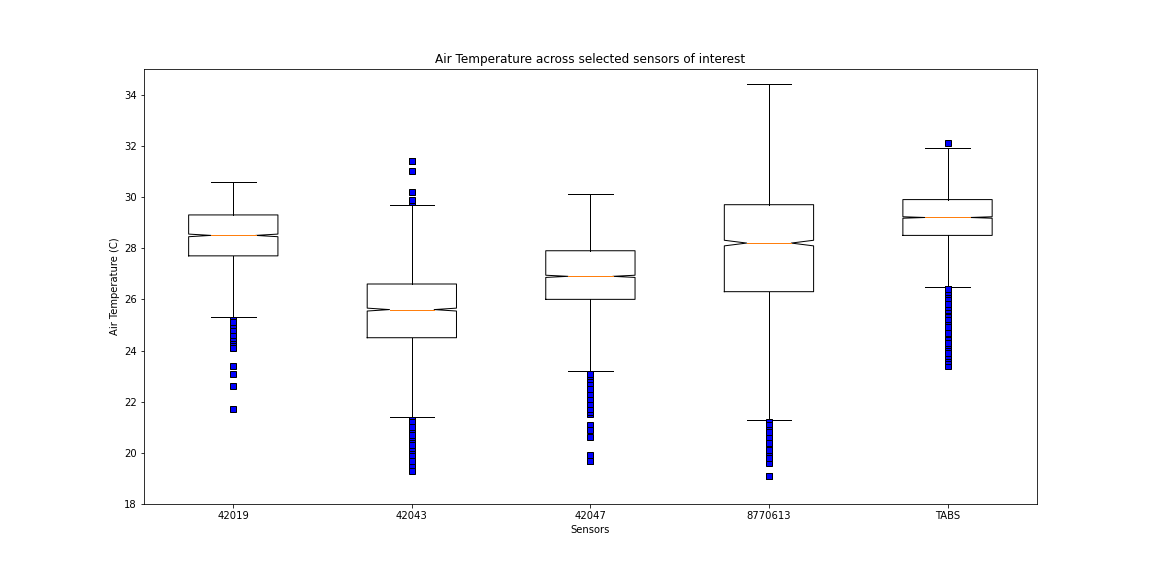 Air Temperature across selected sensors of interest
Air Temperature (C)
34
32
30
28
26
24
22
20
18
42019 42043 42047 8770613 TABS
Sensors